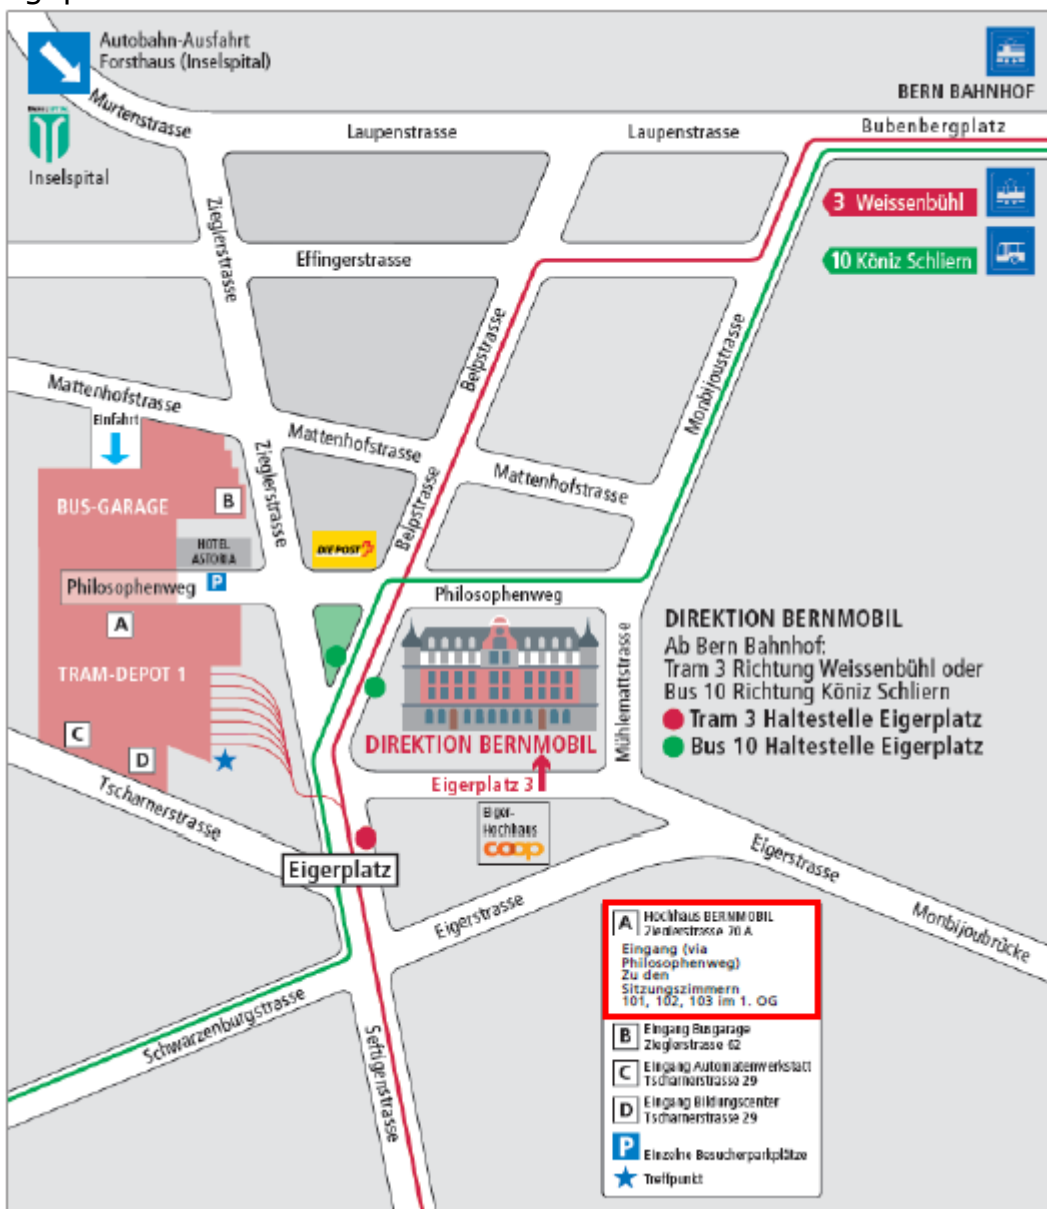 Autobahn-Ausfahrt
Forsthaus (Inselspital)
BERN BAHNHOF
Murtenstrasse
Laupenstrasse
Laupenstrasse
Bubenbergplatz
Inselspital
3 Weissenbühl
Zieglerstrasse
Effingerstrasse
10 Köniz Schliern
Belpstrasse
Monbijoustrasse
Mattenhofstrasse
Einfahrt
Mattenhofstrasse
Zieglerstrasse
Mattenhofstrasse
BUS-GARAGE
B
Belpstrasse
HOTEL
ASTORIA
DIE POST
Philosophenweg
P
Philosophenweg
A
Mühlemattstrasse
DIREKTION BERNMOBIL
Ab Bern Bahnhof:
Tram 3 Richtung Weissenbühl oder
Bus 10 Richtung Köniz Schliern
Tram 3 Haltestelle Eigerplatz
Bus 10 Haltestelle Eigerplatz
TRAM-DEPOT 1
C
D
DIREKTION BERNMOBIL
Eigerplatz 3
Tscharnerstrasse
Eiger-
Hochhaus
coop
Eigerplatz
Eigerstrasse
Eigerstrasse
Monbijoubrücke
Schwarzenburgstrasse
Seftigenstrasse
A Hochhaus BERNMOBIL
Zieglerstrasse 70 A
Eingang (via
Philosophenweg)
Zu den
Sitzungszimmern
101, 102, 103 im 1. OG
B Eingang Busgarage
Zieglerstrasse 62
C Eingang Automatenwerkstatt
Tscharnerstrasse 29
D Eingang Bildungscenter
Tscharnerstrasse 29
P Einzelne Besucherparkplätze
Treffpunkt